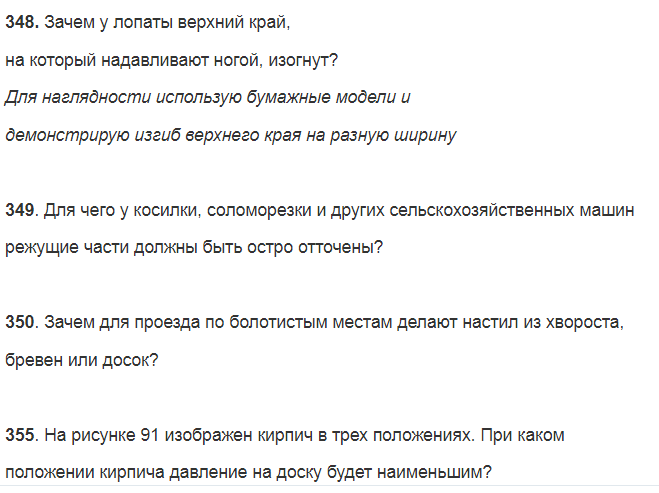 348. Зачем у лопаты верхний край,
на который надавливают ногой, изогнут?
Для наглядности использую бумажные модели и
демонстрирую изгиб верхнего края на разную ширину
349. Для чего у косилки, соломорезки и других сельскохозяйственных машин
режущие части должны быть остро отточены?
350. Зачем для проезда по болотистым местам делают настил из хвороста,
бревен или досок?
355. На рисунке 91 изображен кирпич в трех положениях. При каком
положении кирпича давление на доску будет наименьшим?